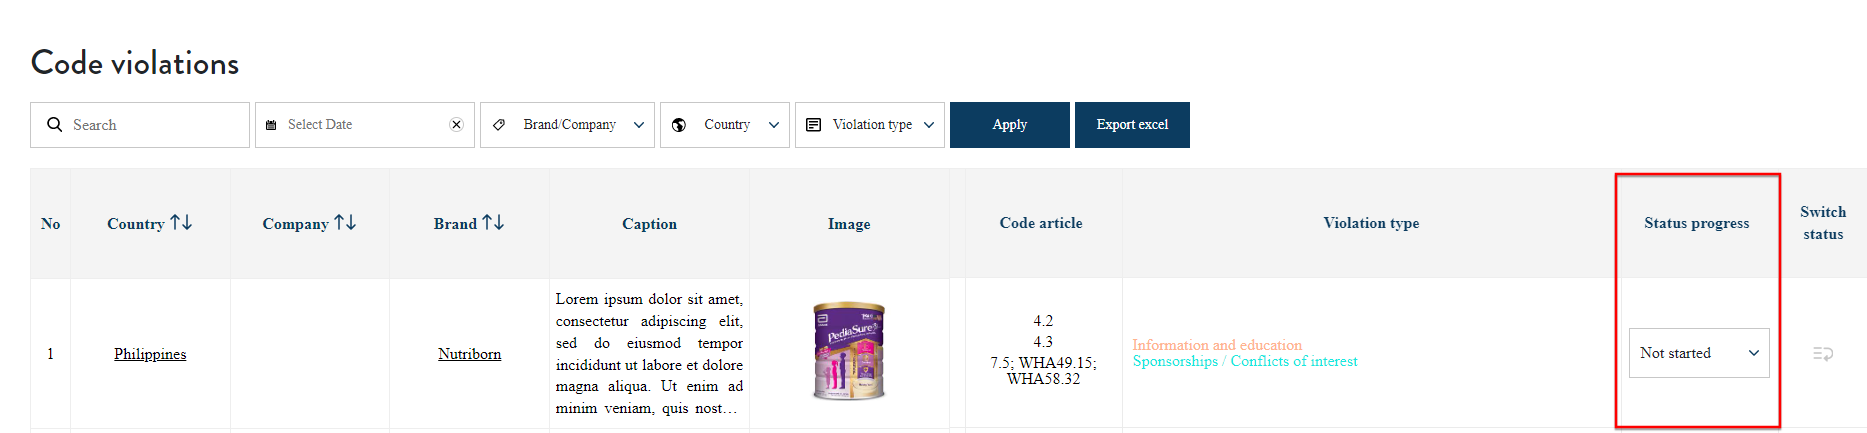 Code violations
Search
Select Date
Brand/Company
Country
Violation type
Apply
Export excel
No
Country
Company
Brand
Caption
Image
Code article
Violation type
Status progress
Switch
status
1
Philippines
Nutriborn
Lorem ipsum dolor sit amet,
consectetur adipiscing elit,
sed do eiusmod tempor
incididunt ut labore et dolore
magna aliqua. Ut enim ad
minim veniam, quis nost...
PediaSure
4.2
4.3
7.5; WHA49.15;
WHA58.32
Information and education
Sponsorships / Conflicts of interest
Not started